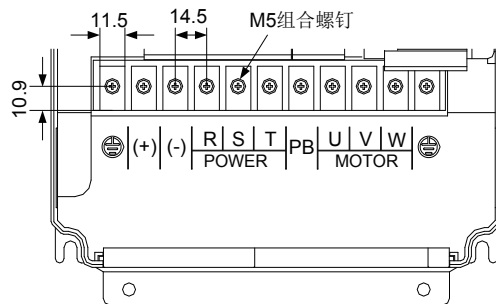 11.5
14.5
M5组合螺钉
10.9
(+) (-) R S T PB U V W
POWER MOTOR